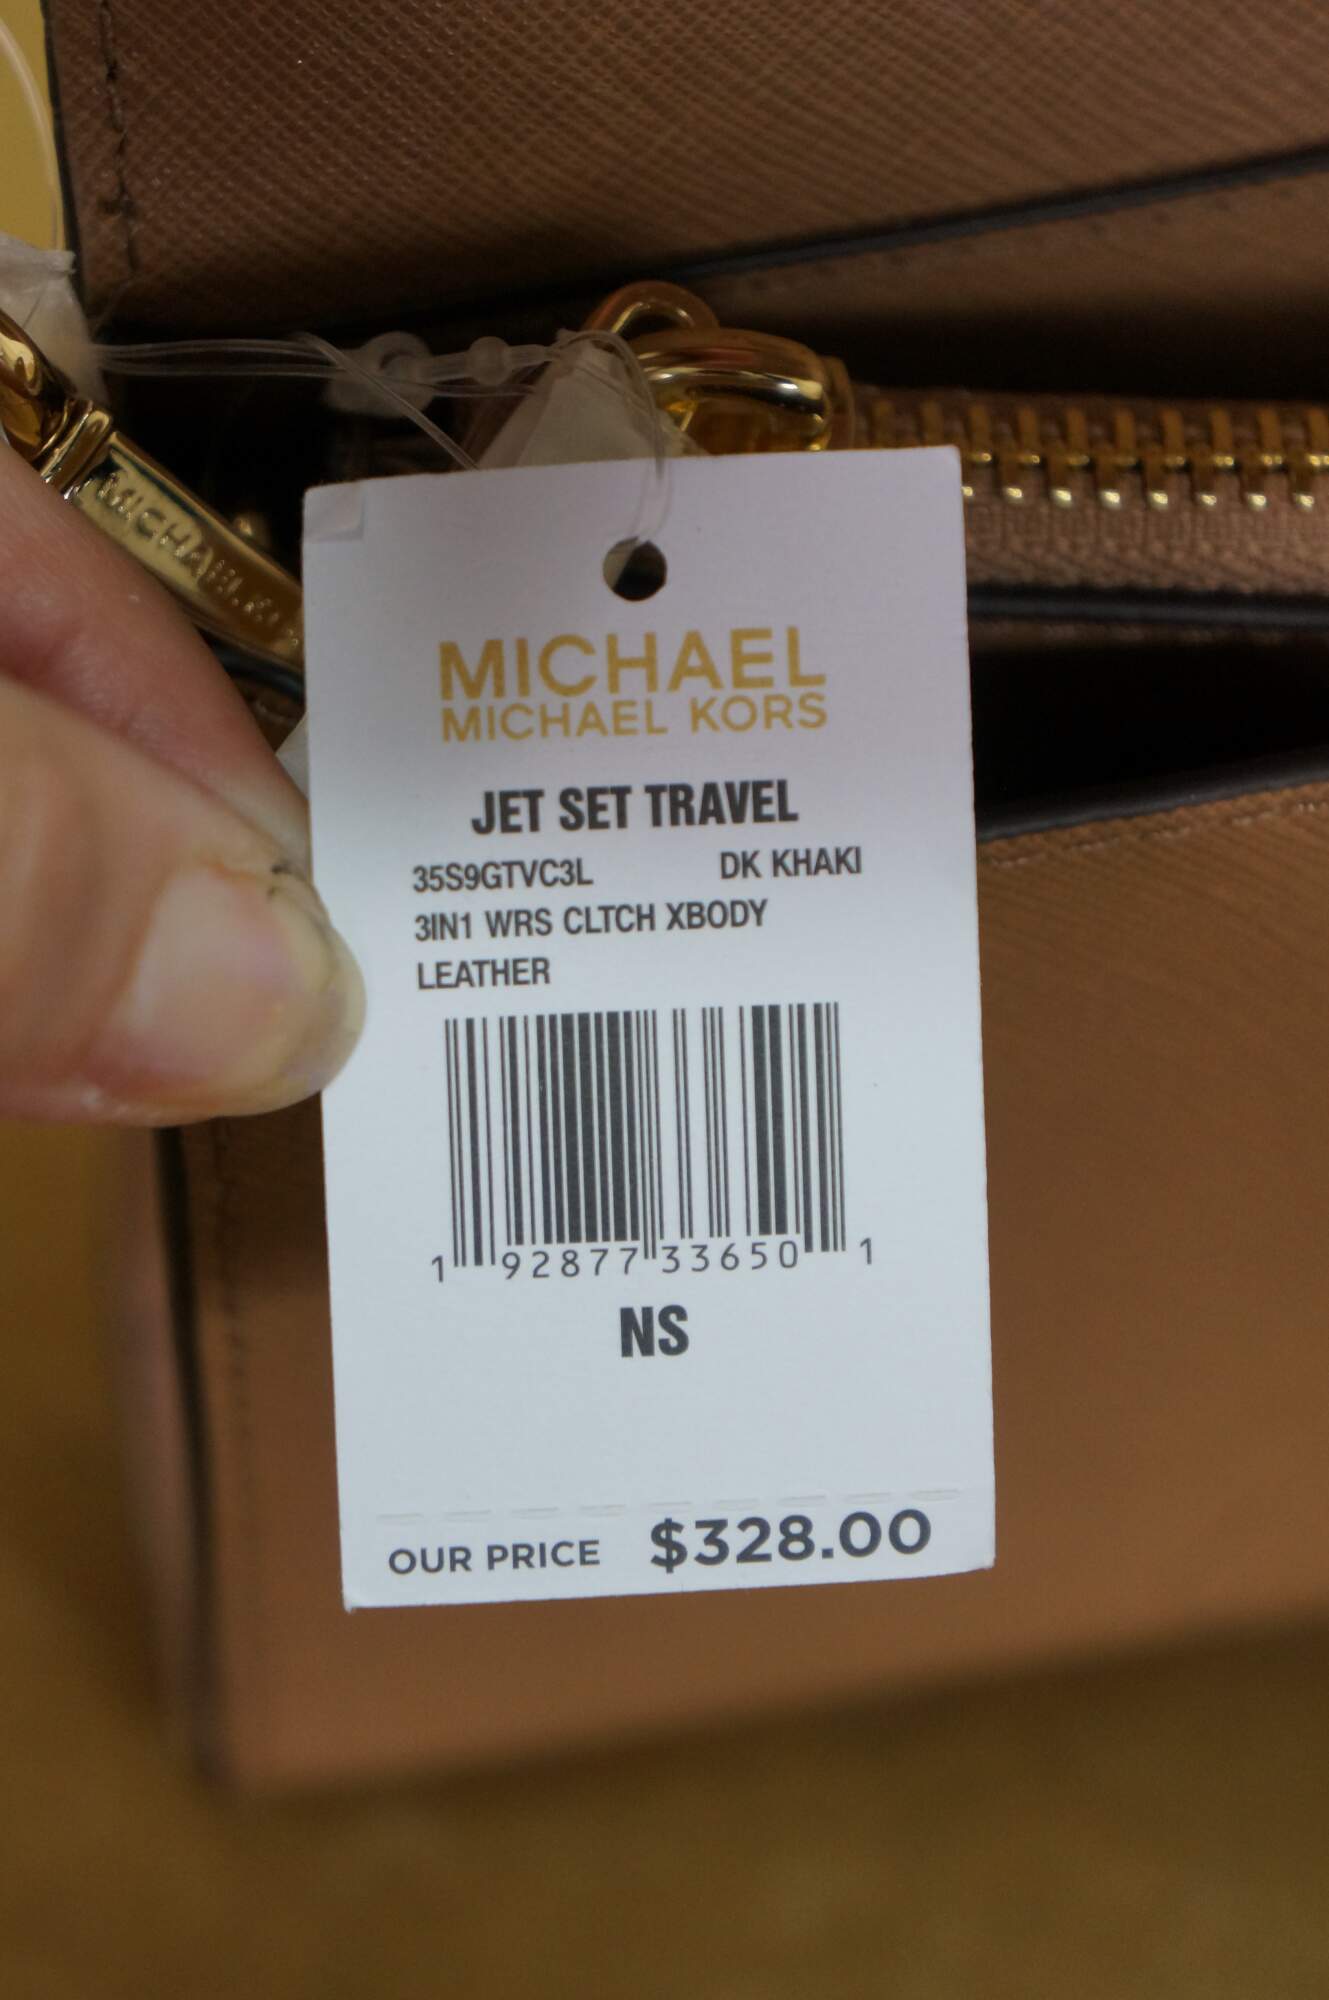 MICHAEL
MICHAEL
MICHAEL KORS
JET SET TRAVEL
35S9GTVC3L DK KHAKI
3IN1 WRS CLTCH XBODY
LEATHER
1 92877 33650 1
NS
OUR PRICE $328.00